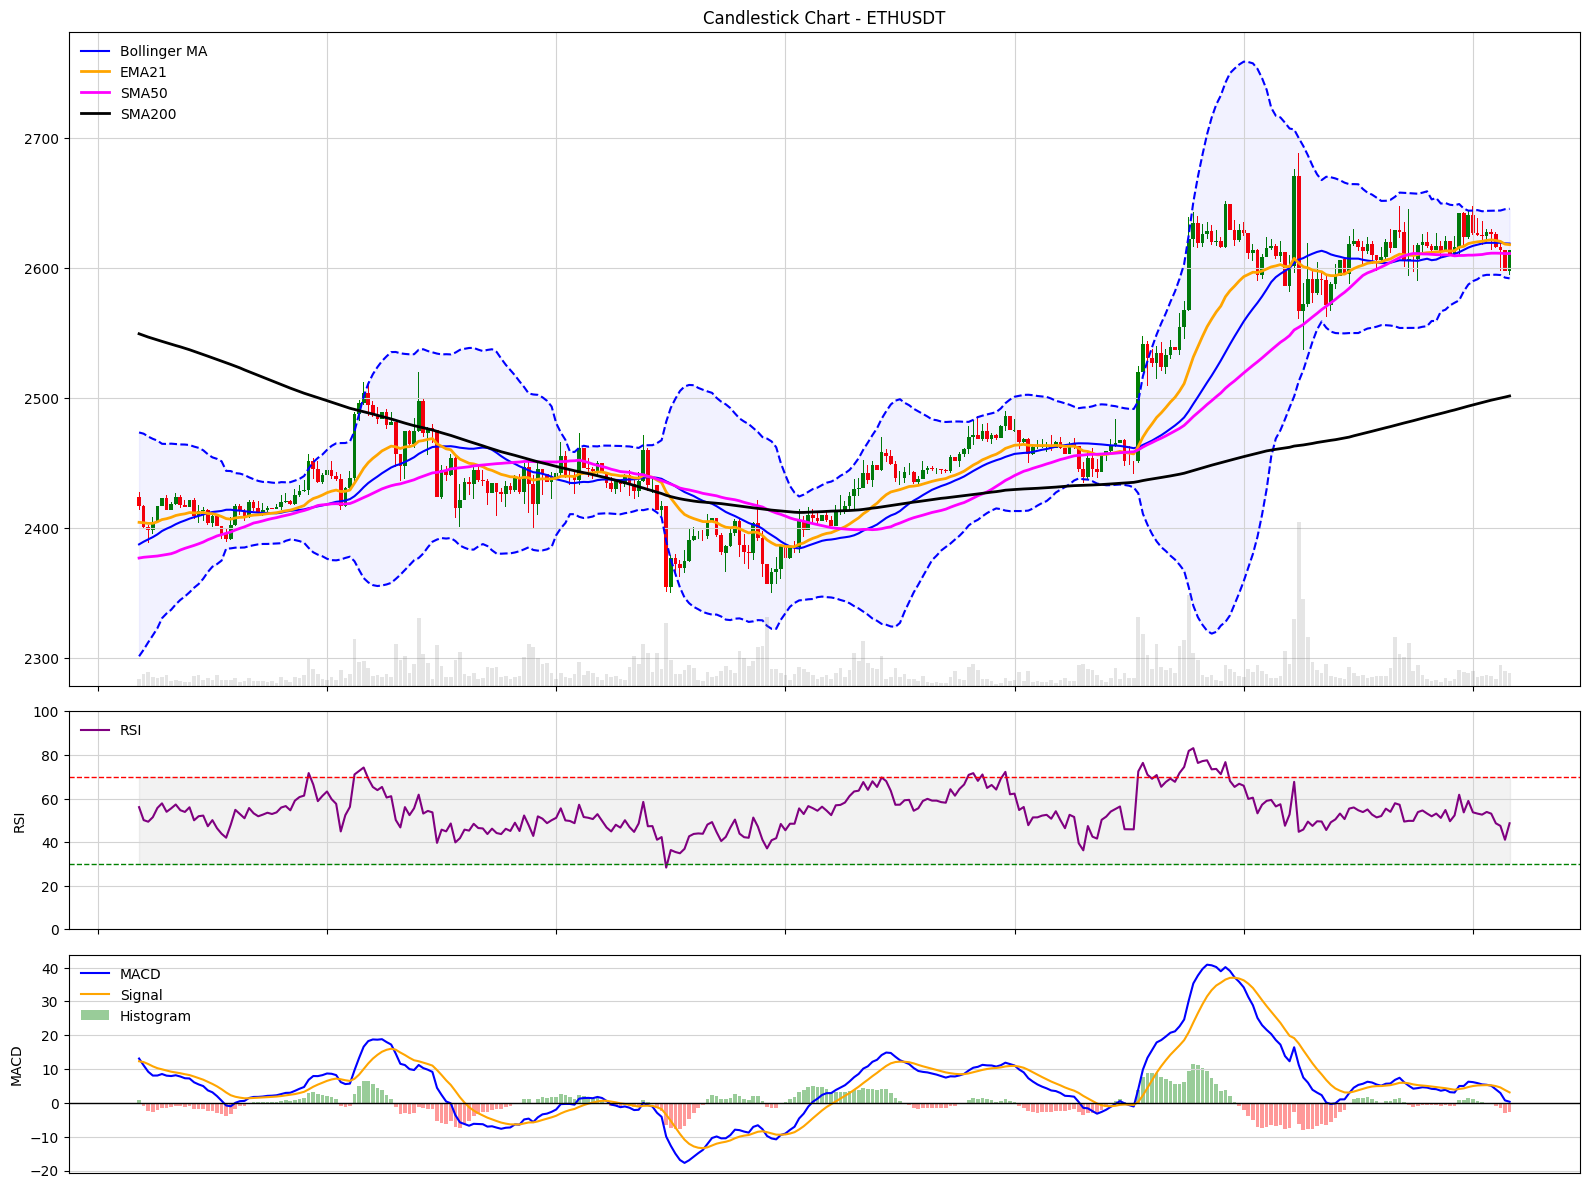 Candlestick Chart - ETHUSDT
Bollinger MA
EMA21
SMA50
SMA200
2700
2600
2500
2400
2300
RSI
100
80
60
40
20
0
RSI
MACD
Signal
Histogram
40
30
20
10
0
−10
−20
MACD